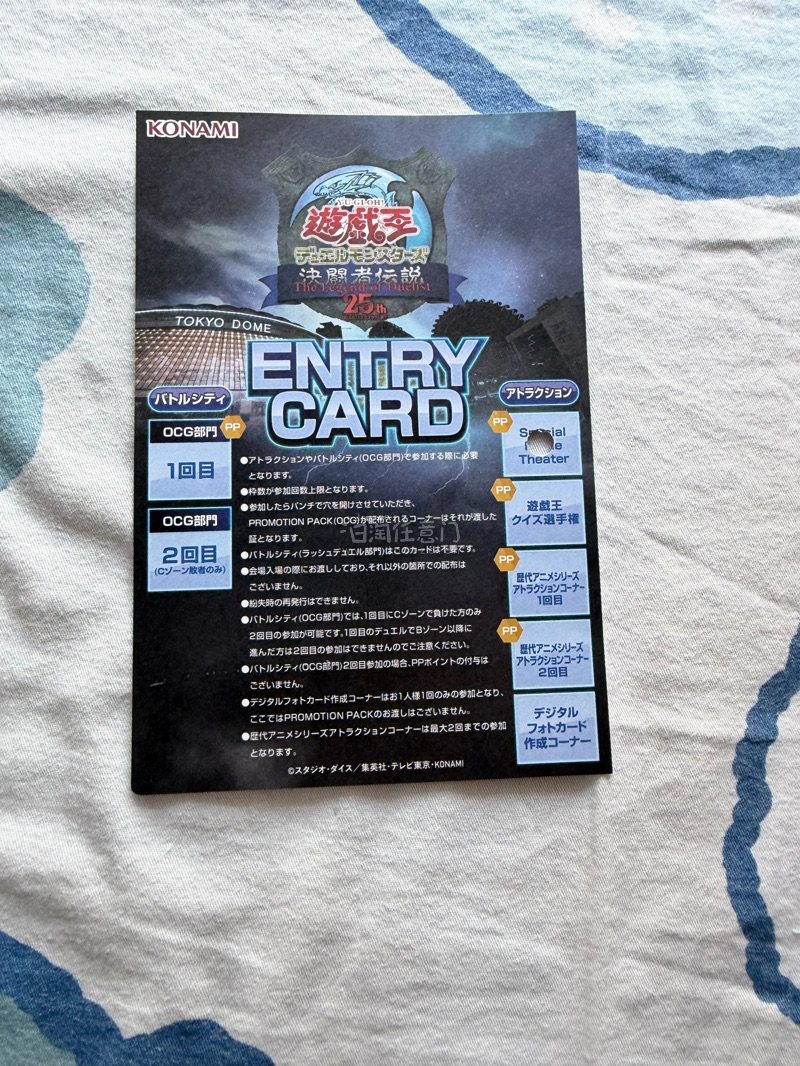 KONAMI
YU-GI-OH!
遊戯王
デュエルモンスターズ
決闘者伝説
The Legend of Duelist
25th
TOKYO DOME
ENTRY
CARD
バトルシティ
OCG部門
PP
1回目
OCG部門
2回目
(Cゾーン敗者のみ)
●アトラクションやバトルシティ(OCG部門)で参加する際に必要
となります。
●枠数が参加回数上限となります。
●参加したらパンチで穴を開けさせていただき、
PROMOTION PACK(OCG)が配布されるコーナーはそれが渡した
証となります。
●バトルシティ(ラッシュデュエル部門)はこのカードは不要です。
●会場入場の際にお渡ししており、それ以外の箇所での配布は
ございません。
●紛失時の再発行はできません。
●バトルシティ(OCG部門)では、1回目にCゾーンで負けた方のみ
2回目の参加が可能です。1回目のデュエルでBゾーン以降に
進んだ方は2回目の参加はできませんのでご注意ください。
●バトルシティ(OCG部門)2回目参加の場合、PPポイントの付与は
ございません。
●デジタルフォトカード作成コーナーはお1人様1回のみの参加となり、
ここではPROMOTION PACKのお渡しはございません。
●歴代アニメシリーズアトラクションコーナーは最大2回までの参加
となります。
アトラクション
PP
Theater
PP
遊戯王
クイズ選手権
PP
歴代アニメシリーズ
アトラクションコーナー
1回目
PP
歴代アニメシリーズ
アトラクションコーナー
2回目
デジタル
フォトカード
作成コーナー
©スタジオ・ダイス/集英社・テレビ東京・KONAMI
旧淘任意门